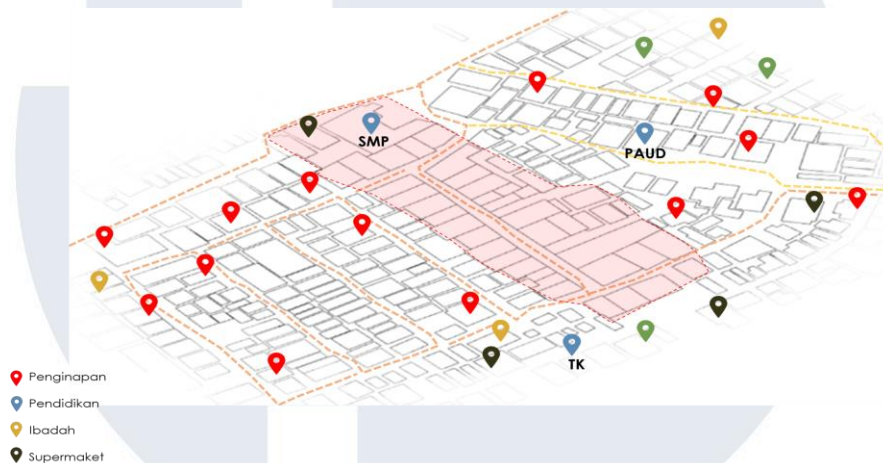 SMP
PAUD
TK
Penginapan
Pendidikan
Ibadah
Supermaket